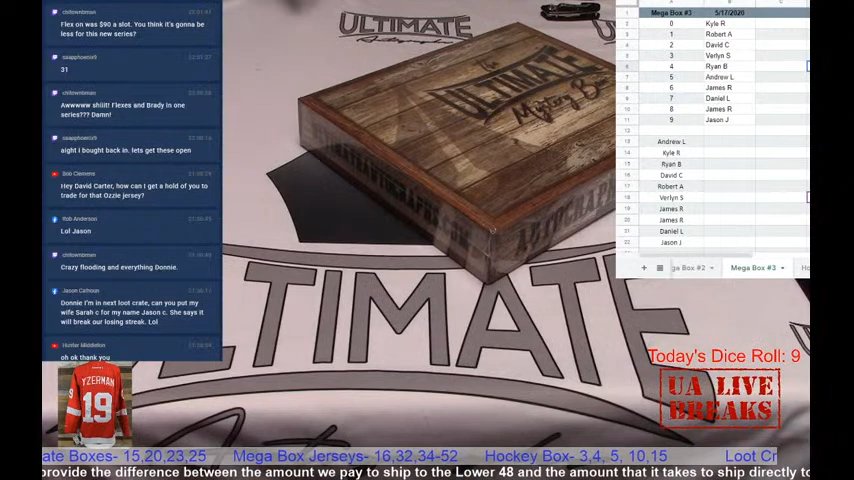 chitownbman
Flex on was $90 a slot. You think it's gonna
be less for this new series?
31
chitownbman
Awwwww shiiit! Flexes and Brady in one
series??? Damn!
aight I bought back in. lets get these open
Bob Clemens
Hey David Carter, how can I get a hold of you to
trade for that Ozzie jersey?
Rob Anderson
Lol Jason
chitownbman
Crazy flooding and everything Donnie.
Jason Calhoun
Donnie I'm in next loot crate, can you put my
wife Sarah c for my name Jason c. She says it
will break our losing streak. Lol
Hunter Middleton
oh ok thank you
ULTIMATE
The
ULTIMATE
Mystery Box
ULTIMATE
Mega Box #3 5/17/2020
0 Kyle R
1 Robert A
2 David C
3 Verlyn S
4 Ryan B
5 Andrew L
6 James R
7 Daniel L
8 James R
9 Jason J
Andrew L
Kyle R
Ryan B
David C
Robert A
Verlyn S
James R
James R
Daniel L
Jason J
ga Box #2
Mega Box #3
YZERMAN
19
Today's Dice Roll: 9
UA LIVE
BREAKS
ate Boxes- 15,20,23,25 Mega Box Jerseys- 16,32,34-52 Hockey Box- 3,4, 5, 10,15 Loot Cr
provide the difference between the amount we pay to ship to the Lower 48 and the amount that it takes to ship directly to